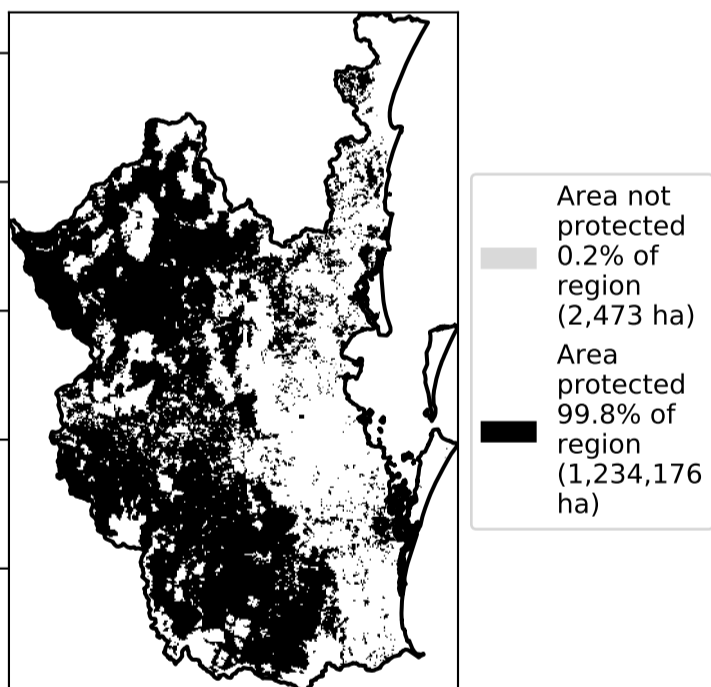 Area not
protected
0.2% of
region
(2,473 ha)
Area
protected
99.8% of
region
(1,234,176
ha)